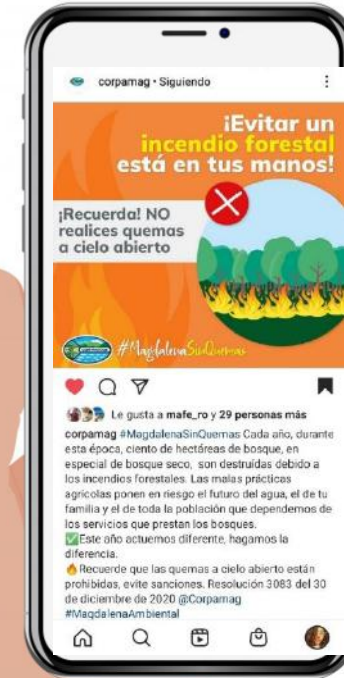 corpamag • Siguiendo
¡Evitar un
incendio forestal
está en tus manos!
¡Recuerda! NO
realices quemas
a cielo abierto
#MagdalenaSinQuemas
Le gusta a mafe_ro y 29 personas más
corpamag #MagdalenaSinQuemas Cada año, durante
esta época, ciento de hectáreas de bosque, en
especial de bosque seco, son destruidas debido a
los incendios forestales. Las malas prácticas
agrícolas ponen en riesgo el futuro del agua, el de tu
familia y el de toda la población que dependemos de
los servicios que prestan los bosques.
✅Este año actuemos diferente, hagamos la
diferencia.
🔥Recuerde que las quemas a cielo abierto están
prohibidas, evite sanciones. Resolución 3083 del 30
de diciembre de 2020 @Corpamag
#MagdalenaAmbiental